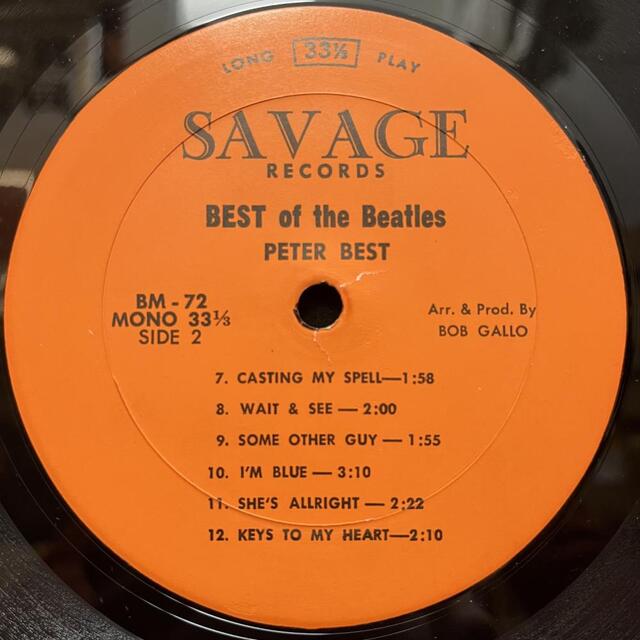 LONG 33⅓ PLAY
SAVAGE
RECORDS
BEST of the Beatles
PETER BEST
BM - 72
MONO 33⅓
SIDE 2
Arr. & Prod. By
BOB GALLO
7. CASTING MY SPELL—1:58
8. WAIT & SEE — 2:00
9. SOME OTHER GUY — 1:55
10. I'M BLUE — 3:10
11. SHE'S ALLRIGHT — 2:22
12. KEYS TO MY HEART—2:10